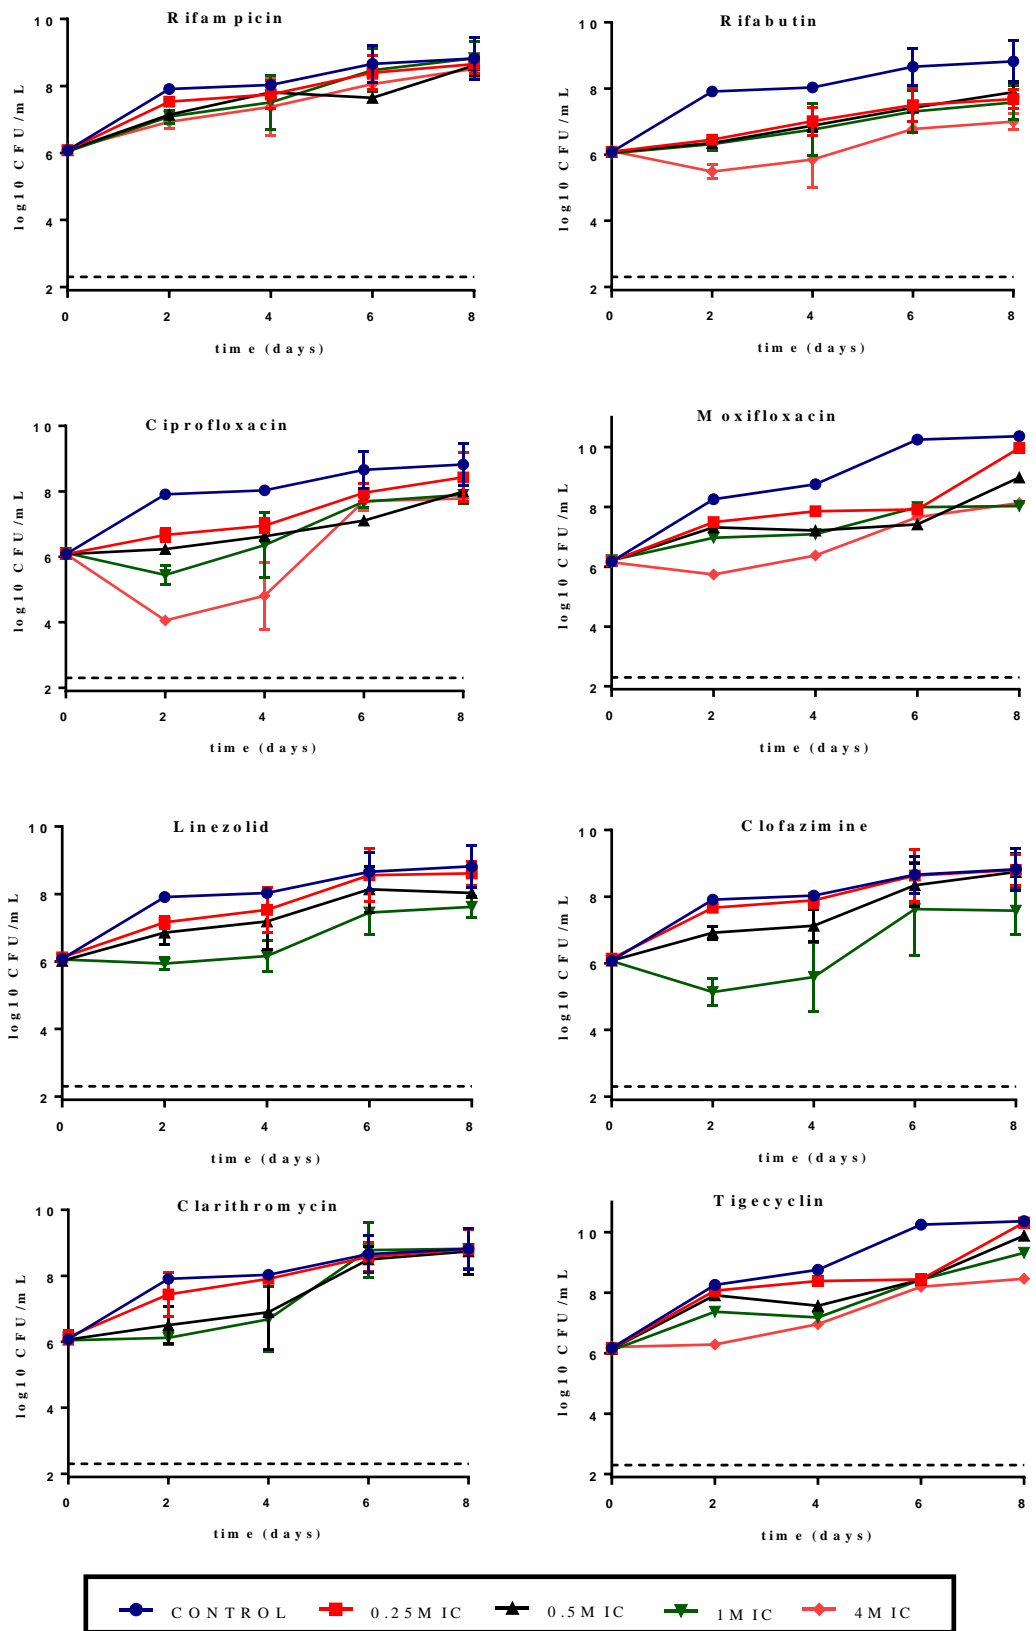 Rifampicin
Rifabutin
10
8
6
4
2
log10 CFU/mL
0 2 4 6 8
time (days)
10
8
6
4
2
log10 CFU/mL
0 2 4 6 8
time (days)
Ciprofloxacin
Moxifloxacin
10
8
6
4
2
log10 CFU/mL
0 2 4 6 8
time (days)
10
8
6
4
2
log10 CFU/mL
0 2 4 6 8
time (days)
Linezolid
Clofazimine
10
8
6
4
2
log10 CFU/mL
0 2 4 6 8
time (days)
10
8
6
4
2
log10 CFU/mL
0 2 4 6 8
time (days)
Clarithromycin
Tigecyclin
10
8
6
4
2
log10 CFU/mL
0 2 4 6 8
time (days)
10
8
6
4
2
log10 CFU/mL
0 2 4 6 8
time (days)
CONTROL 0.25MIC 0.5MIC 1MIC 4MIC